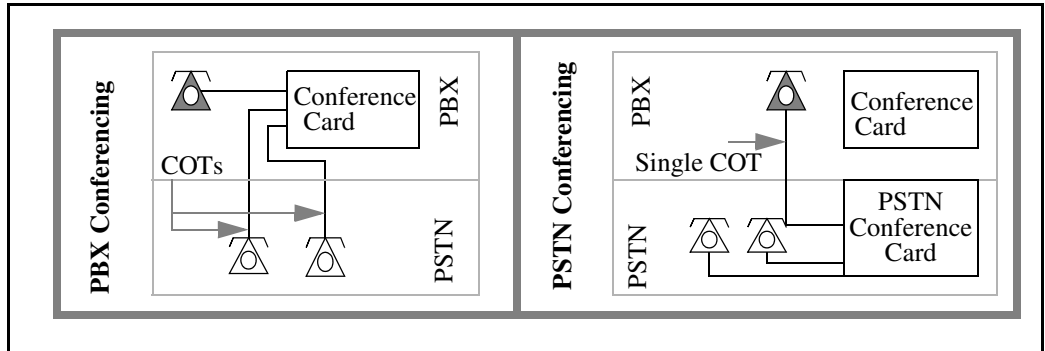 PBX Conferencing
Conference
Card
PBX
COTs
PSTN
PSTN Conferencing
PBX
Conference
Card
Single COT
PSTN
PSTN
Conference
Card